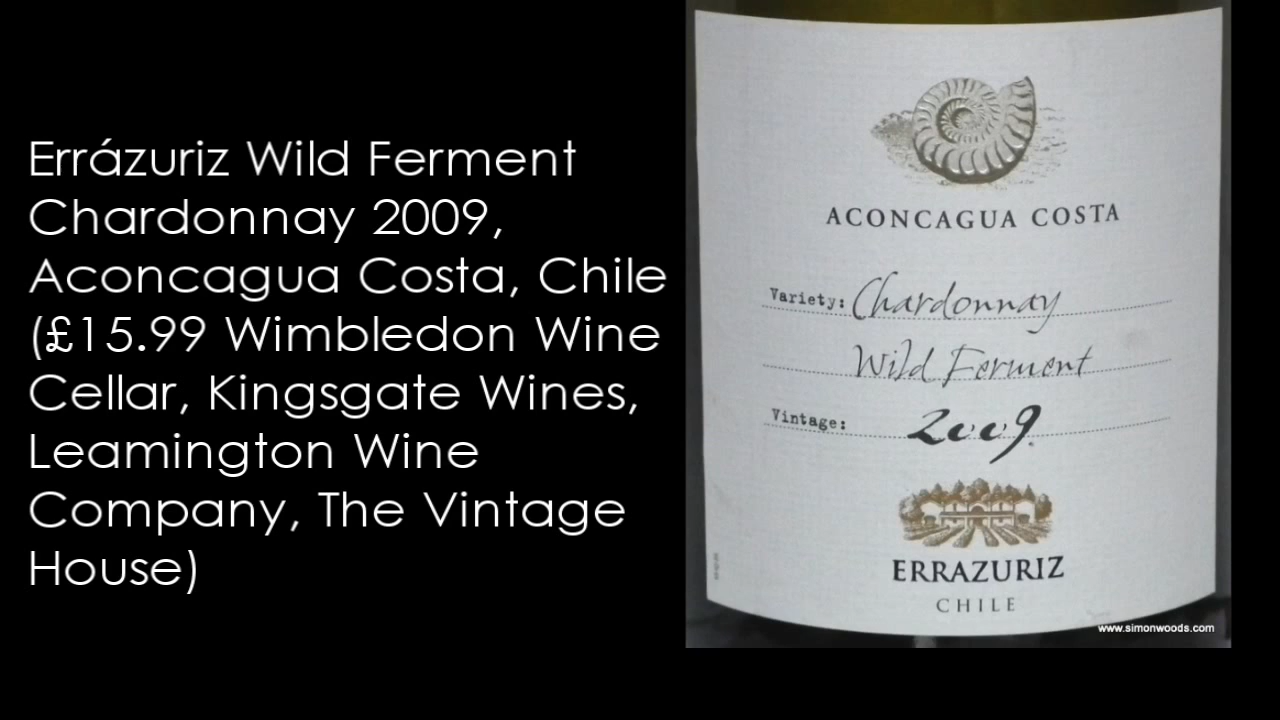 Errázuriz Wild Ferment
Chardonnay 2009,
Aconcagua Costa, Chile
(£15.99 Wimbledon Wine
Cellar, Kingsgate Wines,
Leamington Wine
Company, The Vintage
House)
ACONCAGUA COSTA
Variety: Chardonnay
Wild Ferment
Vintage: 2009.
ERRAZURIZ
CHILE
www.simonwoods.com